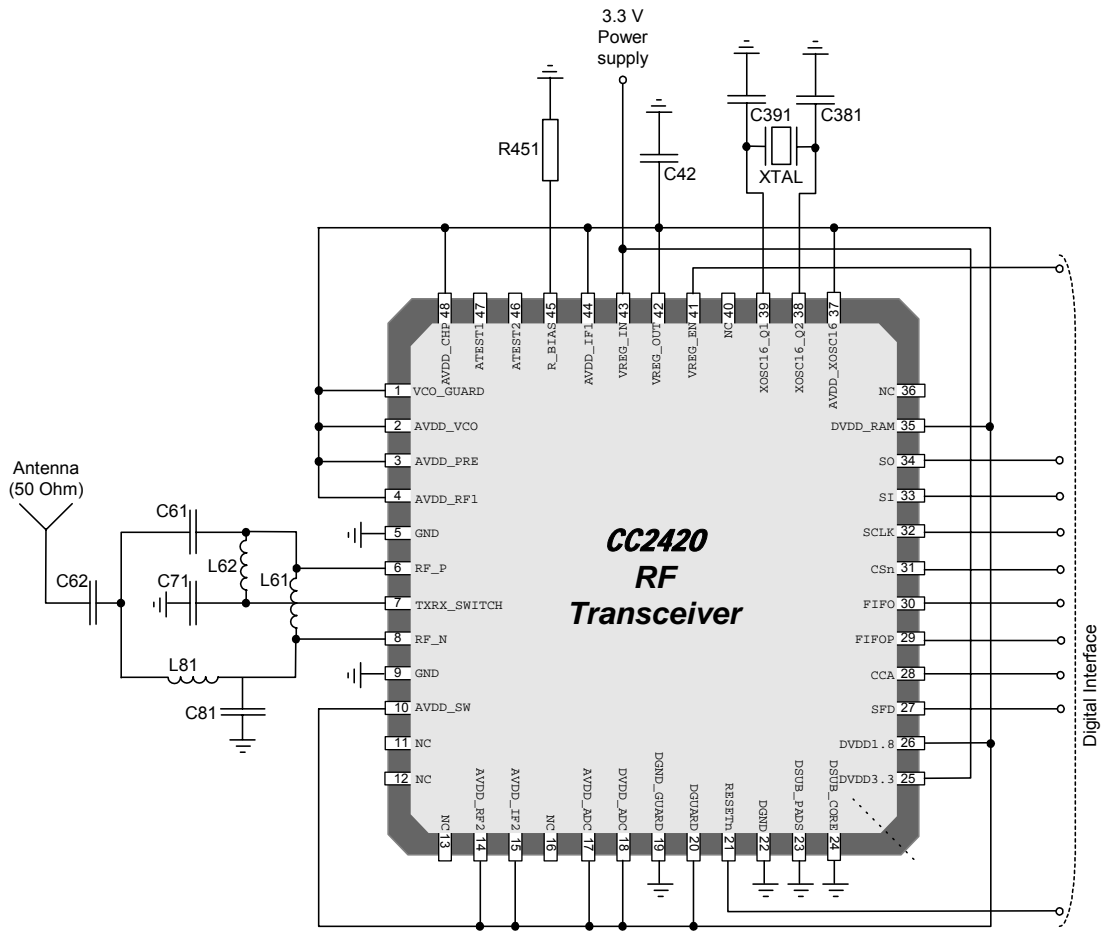 3.3 V
Power
supply
C391
C381
R451
C42
XTAL
48
47
46
45
44
43
42
41
40
39
38
37
AVDD_CHP
ATEST1
ATEST2
R_BIAS
AVDD_IF1
VREG_IN
VREG_OUT
VREG_EN
NC
XOSC16_Q1
XOSC16_Q2
AVDD_XOSC16
1 VCO_GUARD
2 AVDD_VCO
3 AVDD_PRE
4 AVDD_RF1
5 GND
6 RF_P
7 TXRX_SWITCH
8 RF_N
9 GND
10 AVDD_SW
11 NC
12 NC
Antenna
(50 Ohm)
C61
L62
L61
C62
C71
L81
C81
CC2420
RF
Transceiver
NC 36
DVDD_RAM 35
SO 34
SI 33
SCLK 32
CSn 31
FIFO 30
FIFOP 29
CCA 28
SFD 27
DVDD1.8 26
DVDD3.3 25
Digital Interface
NC
AVDD_RF2
AVDD_IF2
NC
AVDD_ADC
DVDD_ADC
DGND_GUARD
DGUARD
RESETn
DGND
DSUB_PADS
DSUB_CORE
13
14
15
16
17
18
19
20
21
22
23
24